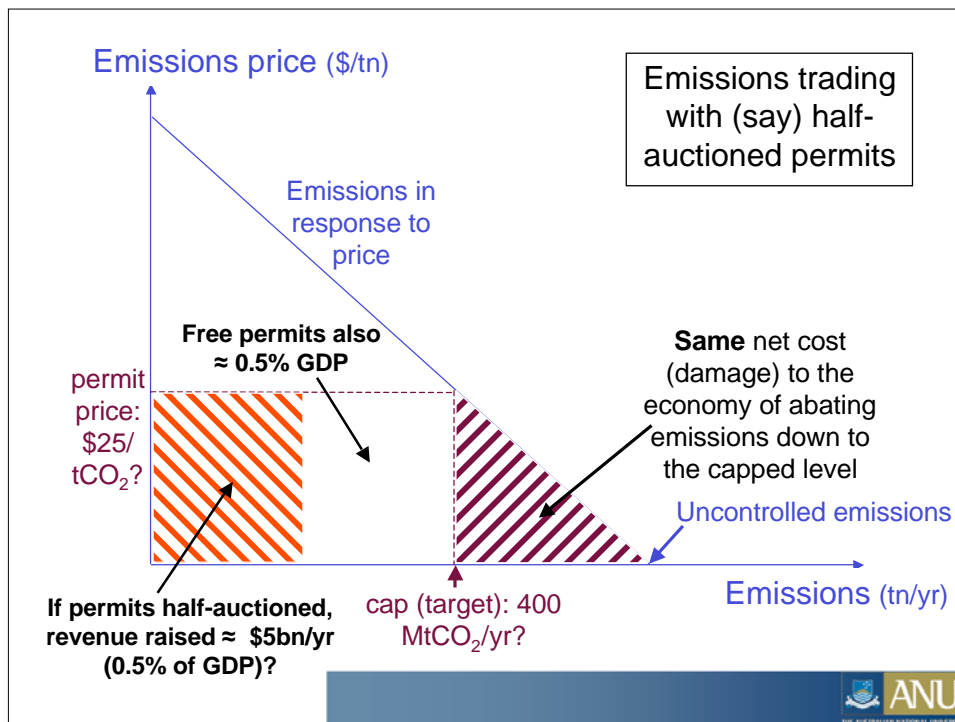 Emissions price ($/tn)
Emissions trading
with (say) half-
auctioned permits
Emissions in
response to
price
Free permits also
≈ 0.5% GDP
Same net cost
(damage) to the
economy of abating
emissions down to
the capped level
permit
price:
$25/
tCO₂?
Uncontrolled emissions
Emissions (tn/yr)
If permits half-auctioned,
revenue raised ≈ $5bn/yr
(0.5% of GDP)?
cap (target): 400
MtCO₂/yr?
ANU